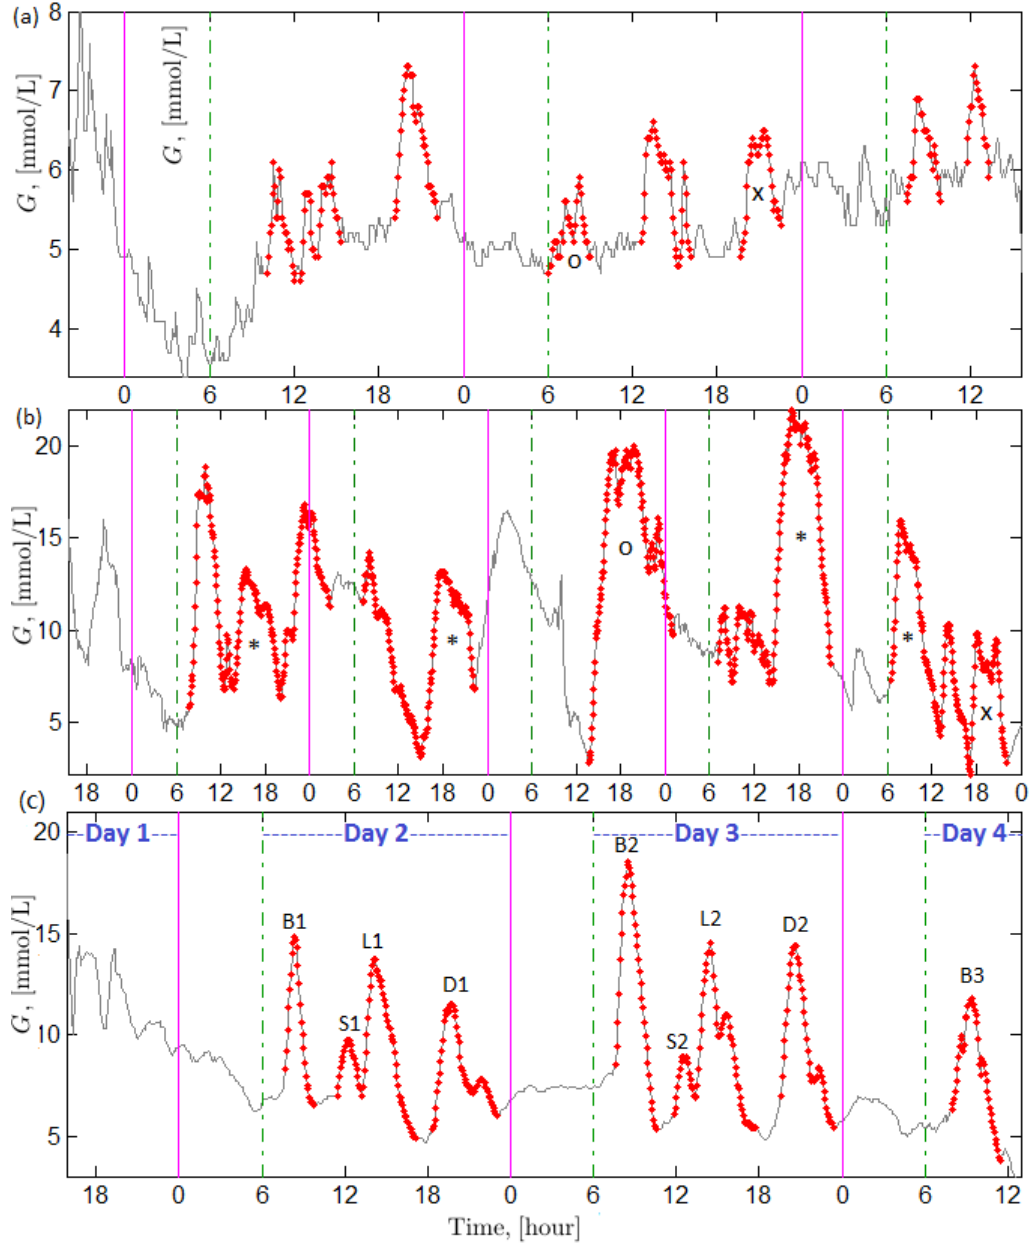 (a)
G, [mmol/L]
G, [mmol/L]
8
7
6
5
4
O
X
0 6 12 18 0 6 12 18 0 6 12
(b)
G, [mmol/L]
20
15
10
5
* * O * * X
18 0 6 12 18 0 6 12 18 0 6 12 18 0 6 12 18 0 6 12 18 0
(c)
G, [mmol/L]
20
15
10
5
Day 1 Day 2 Day 3 Day 4
B1 S1 L1 D1 B2 S2 L2 D2 B3
18 0 6 12 18 0 6 12 18 0 6 12
Time, [hour]